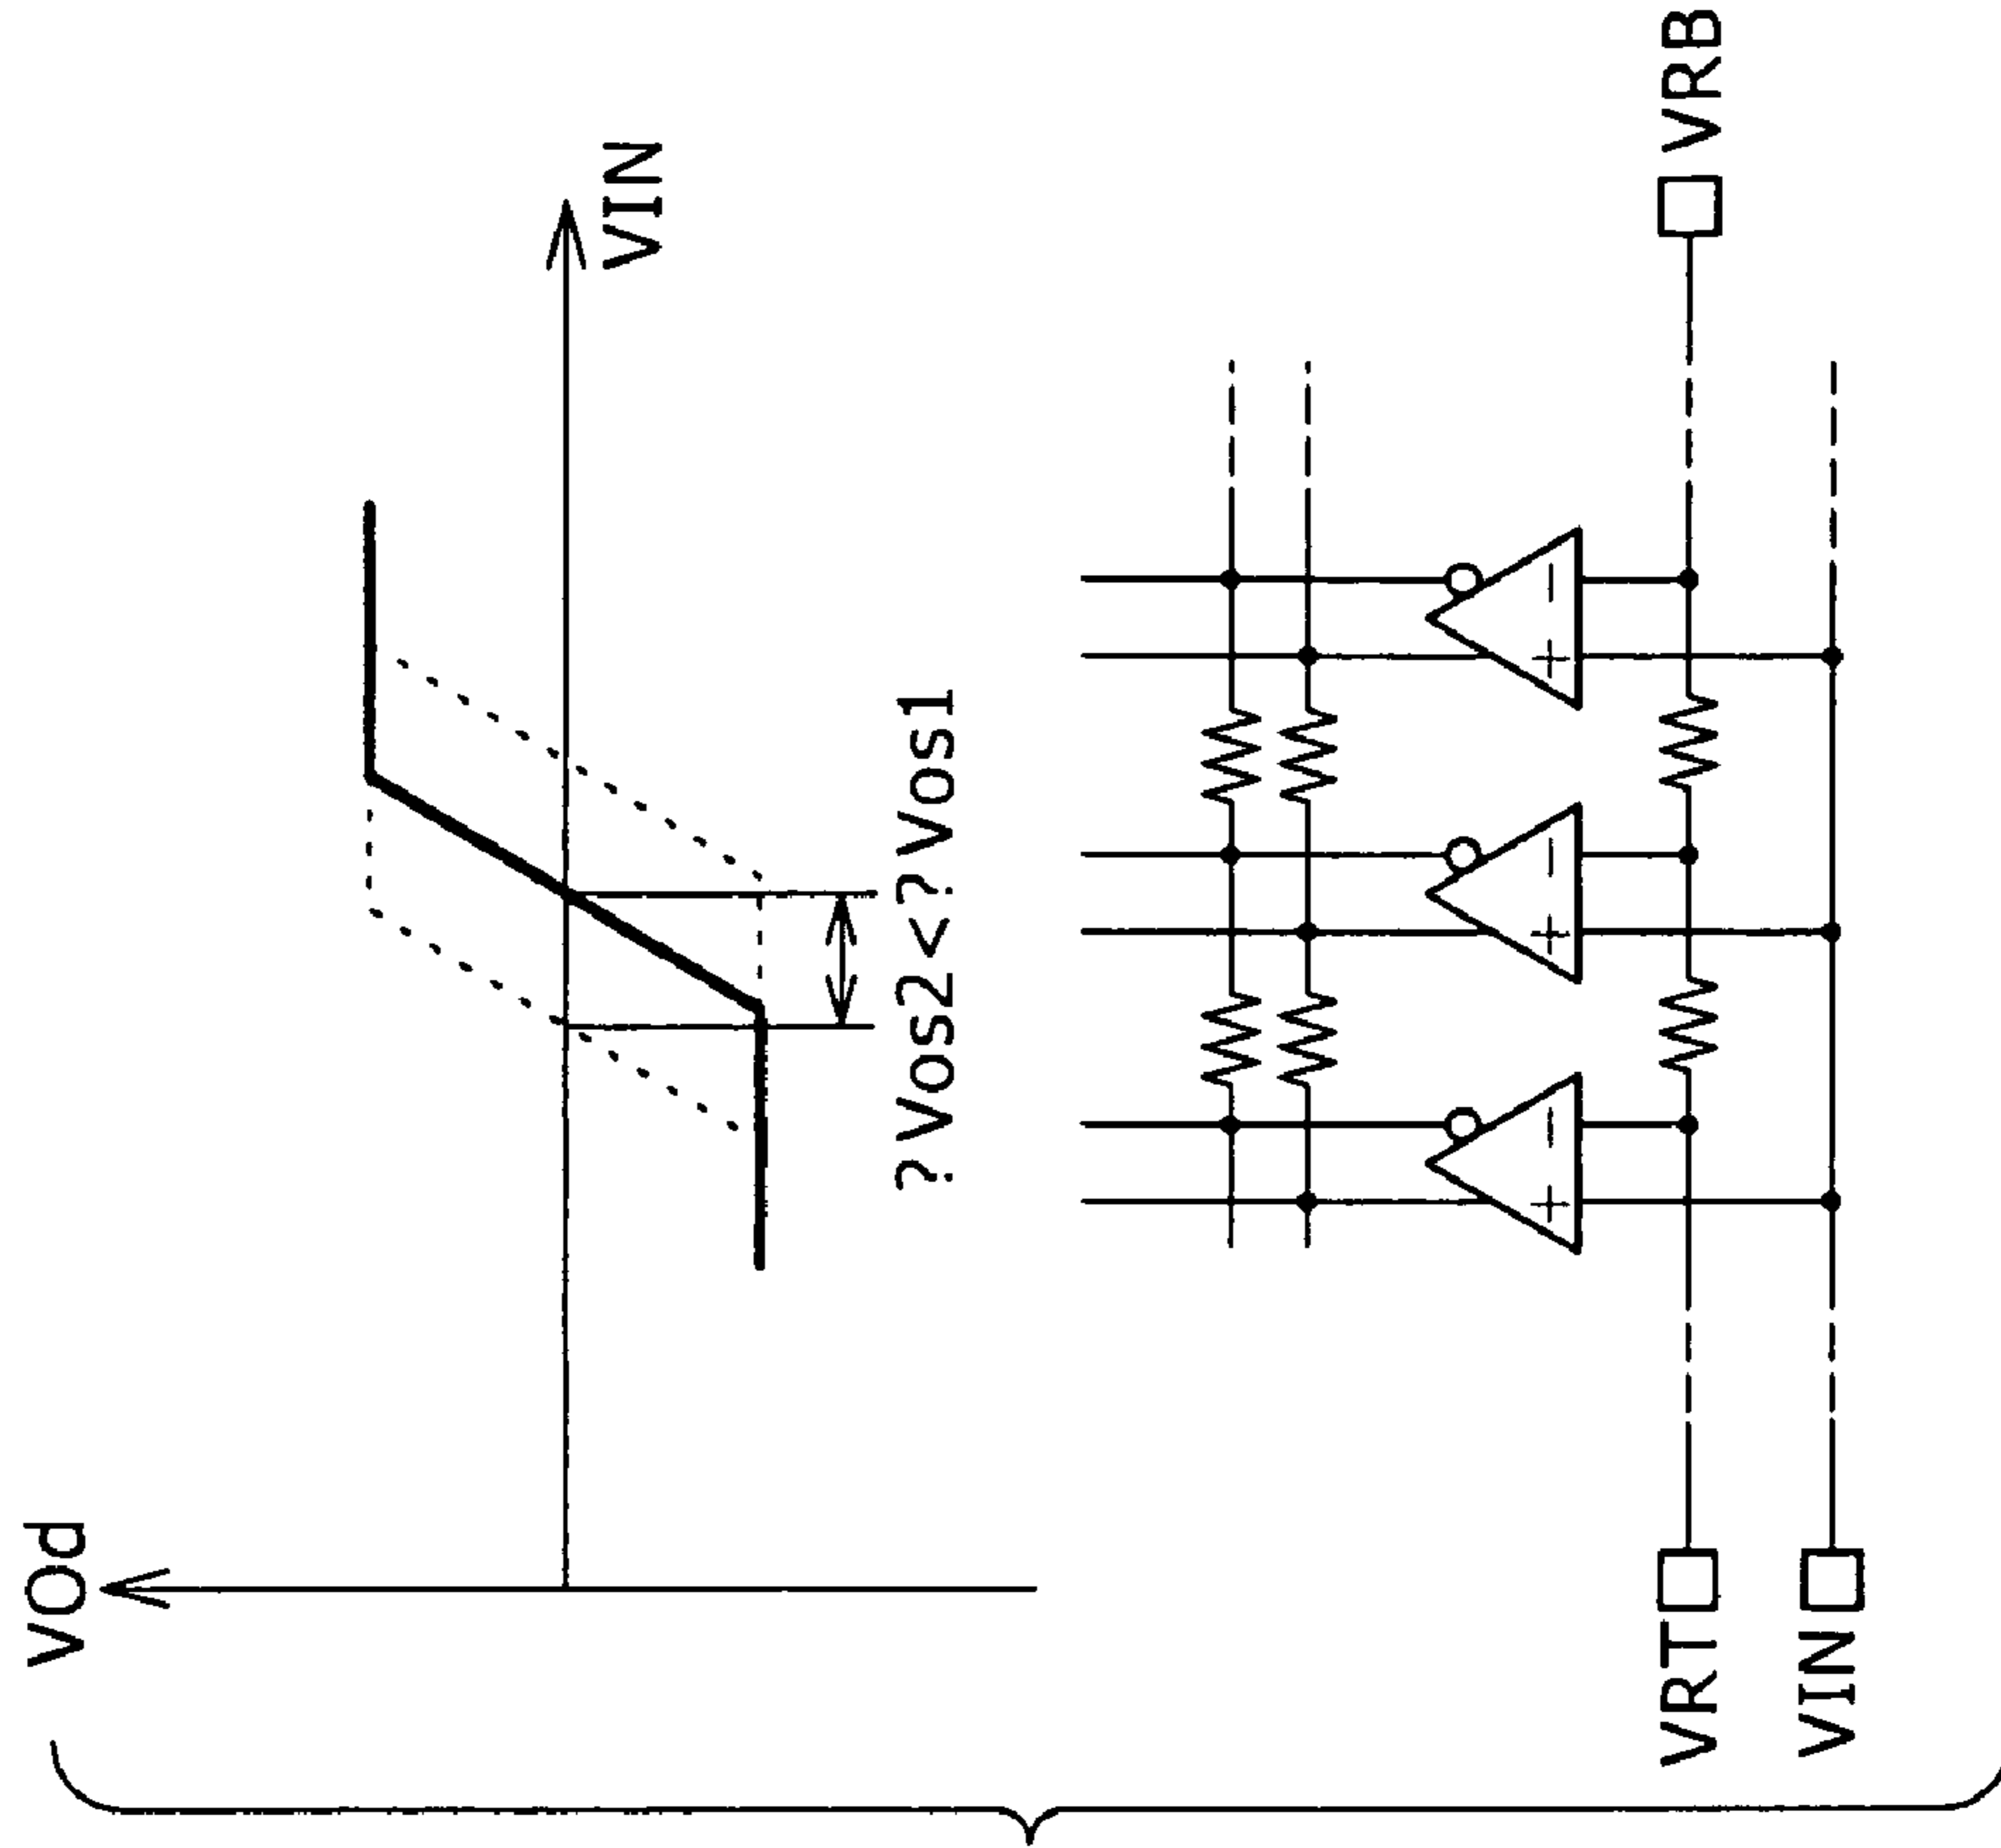 VOd
VIN
?Vos2<?Vos1
+ −
+ −
+ −
VRT
VRB
VIN